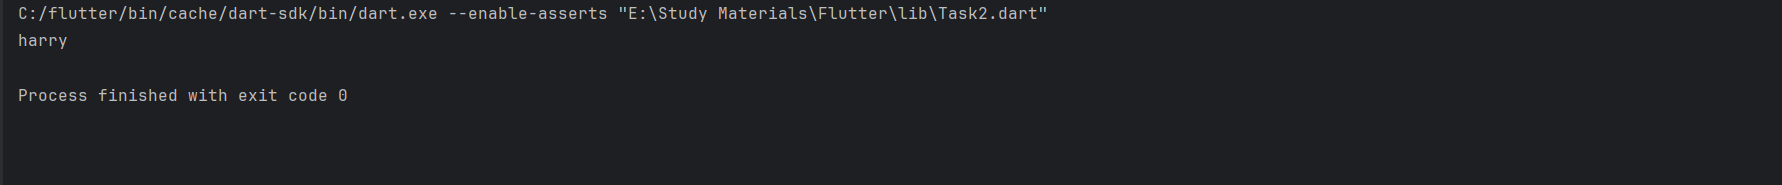 C:/flutter/bin/cache/dart-sdk/bin/dart.exe --enable-asserts "E:\Study Materials\Flutter\lib\Task2.dart"
harry
Process finished with exit code 0